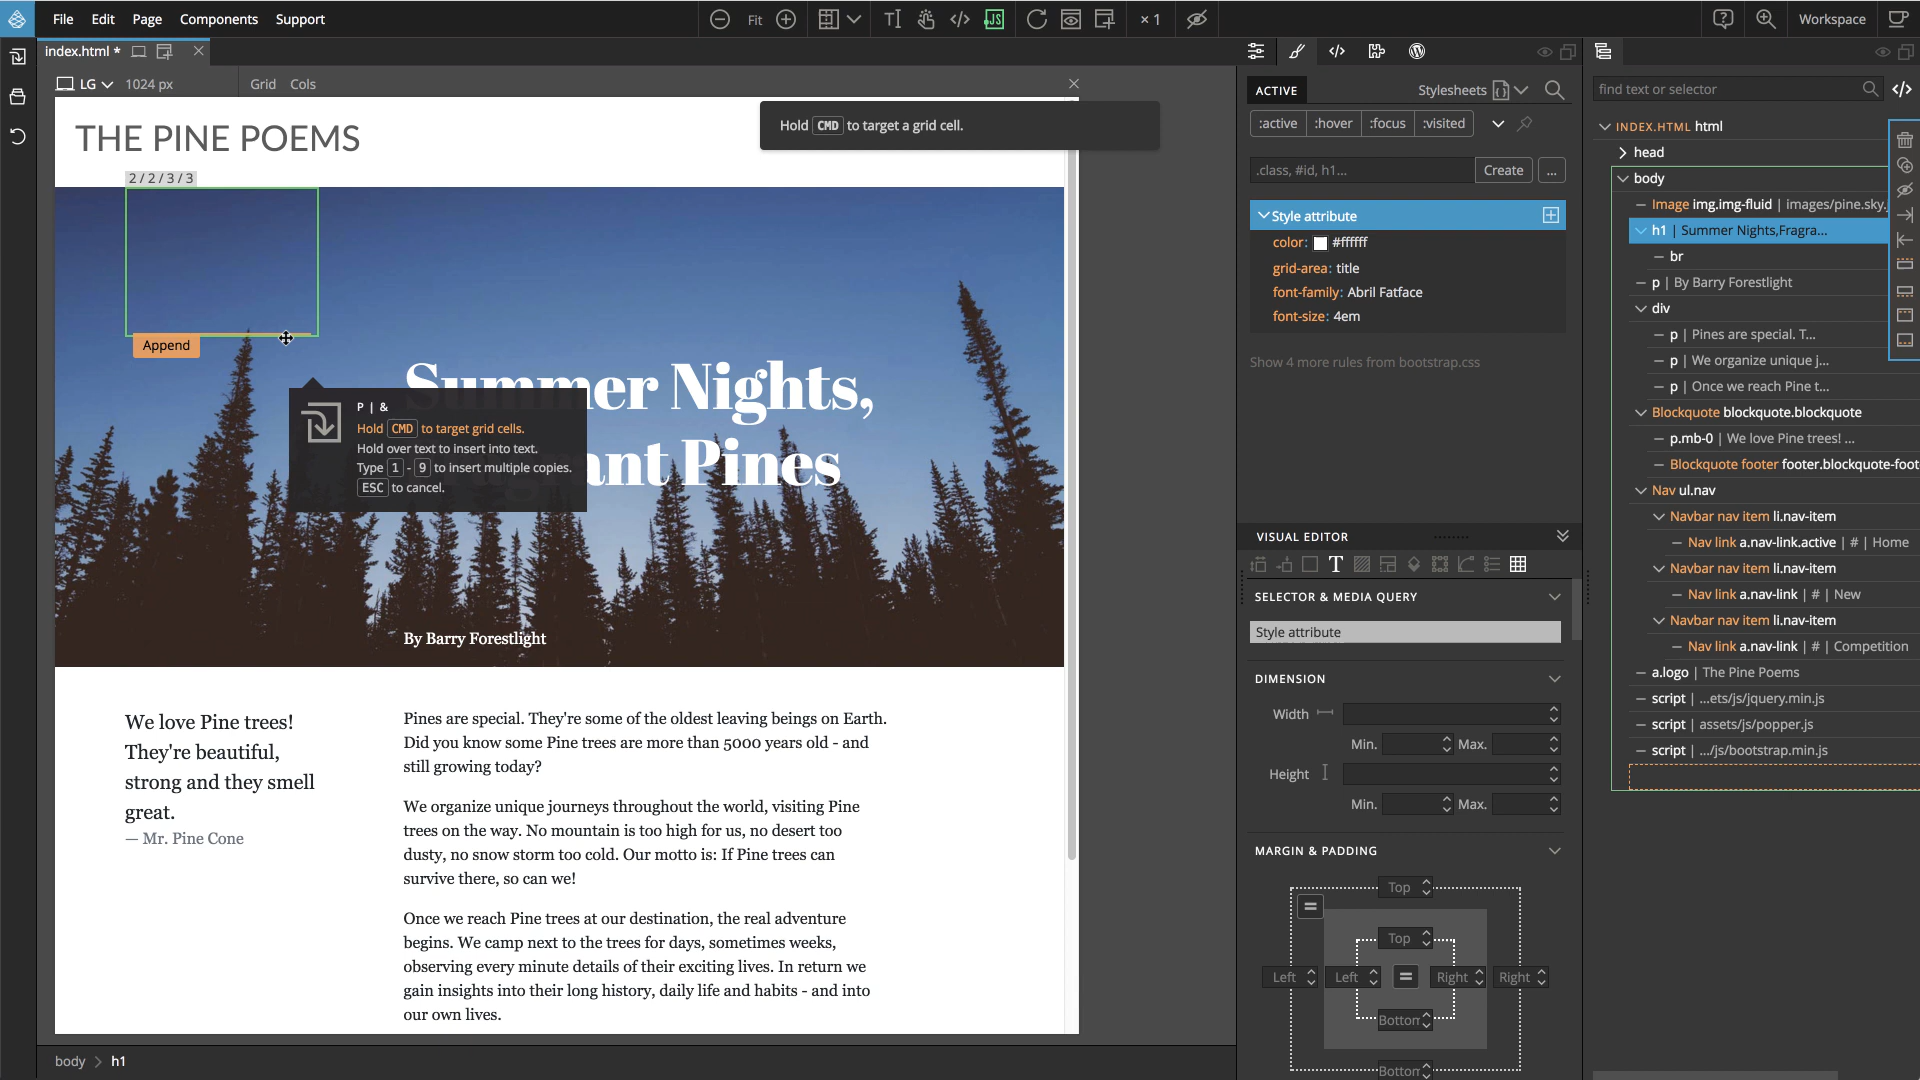 File Edit Page Components Support
Fit
TI
</>
JS
× 1
Workspace
index.html *
LG 1024 px Grid Cols
THE PINE POEMS
Hold CMD to target a grid cell.
2 / 2 / 3 / 3
Append
Summer Nights,
P | &
Hold CMD to target grid cells.
Hold over text to insert into text.
Type 1 - 9 to insert multiple copies.
ESC to cancel.
ant Pines
By Barry Forestlight
We love Pine trees!
They're beautiful,
strong and they smell
great.
— Mr. Pine Cone
Pines are special. They're some of the oldest leaving beings on Earth.
Did you know some Pine trees are more than 5000 years old - and
still growing today?
We organize unique journeys throughout the world, visiting Pine
trees on the way. No mountain is too high for us, no desert too
dusty, no snow storm too cold. Our motto is: If Pine trees can
survive there, so can we!
Once we reach Pine trees at our destination, the real adventure
begins. We camp next to the trees for days, sometimes weeks,
observing every minute details of their exciting lives. In return we
gain insights into their long history, daily life and habits - and into
our own lives.
body > h1
ACTIVE
Stylesheets {}
:active :hover :focus :visited
.class, #id, h1... Create ...
Style attribute
color: #ffffff
grid-area: title
font-family: Abril Fatface
font-size: 4em
Show 4 more rules from bootstrap.css
VISUAL EDITOR
T
SELECTOR & MEDIA QUERY
Style attribute
DIMENSION
Width
Min. Max.
Height
Min. Max.
MARGIN & PADDING
Top
=
Top
Left Left = Right Right
Bottom
Bottom
find text or selector </>
INDEX.HTML html
head
body
Image img.img-fluid | images/pine.sky.
h1 | Summer Nights,Fragra...
br
p | By Barry Forestlight
div
p | Pines are special. T...
p | We organize unique j...
p | Once we reach Pine t...
Blockquote blockquote.blockquote
p.mb-0 | We love Pine trees! ...
Blockquote footer footer.blockquote-foot
Nav ul.nav
Navbar nav item li.nav-item
Nav link a.nav-link.active | # | Home
Navbar nav item li.nav-item
Nav link a.nav-link | # | New
Navbar nav item li.nav-item
Nav link a.nav-link | # | Competition
a.logo | The Pine Poems
script | ...ets/js/jquery.min.js
script | assets/js/popper.js
script | .../js/bootstrap.min.js